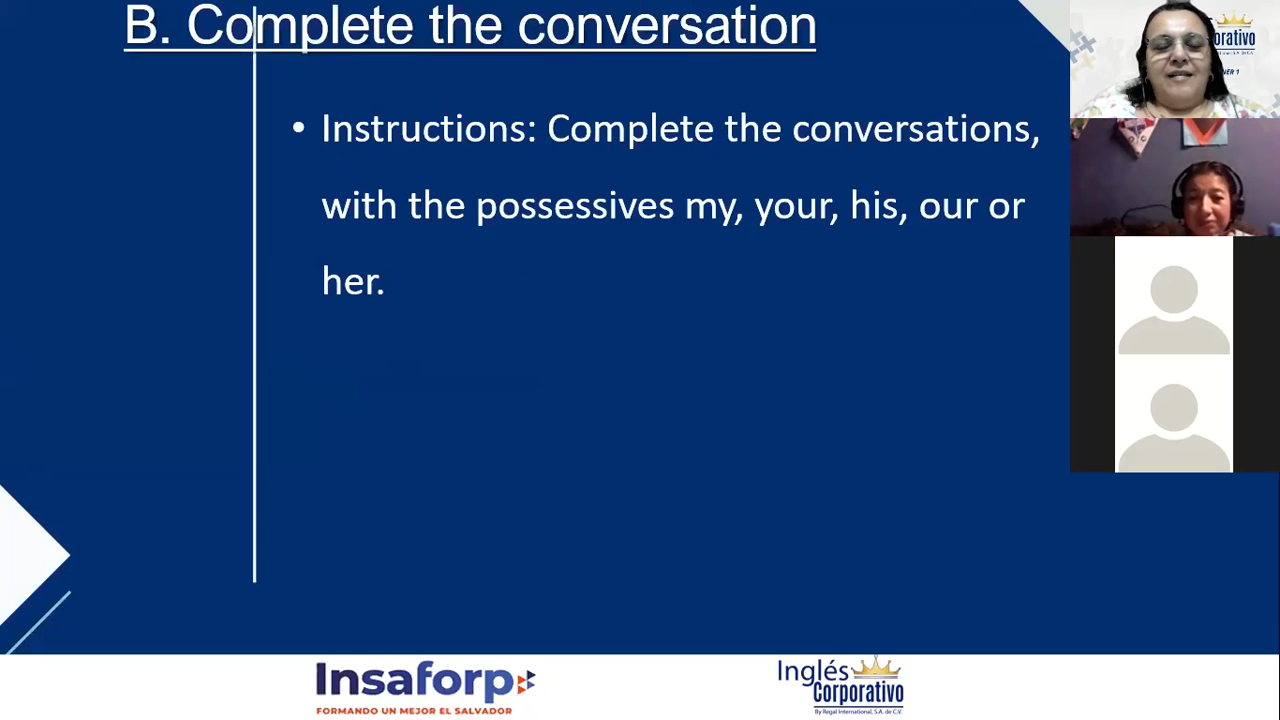 B. Complete the conversation
• Instructions: Complete the conversations,
with the possessives my, your, his, our or
her.
Insaforp
FORMANDO UN MEJOR EL SALVADOR
Inglés
Corporativo
By Regal International, S.A. de C.V.